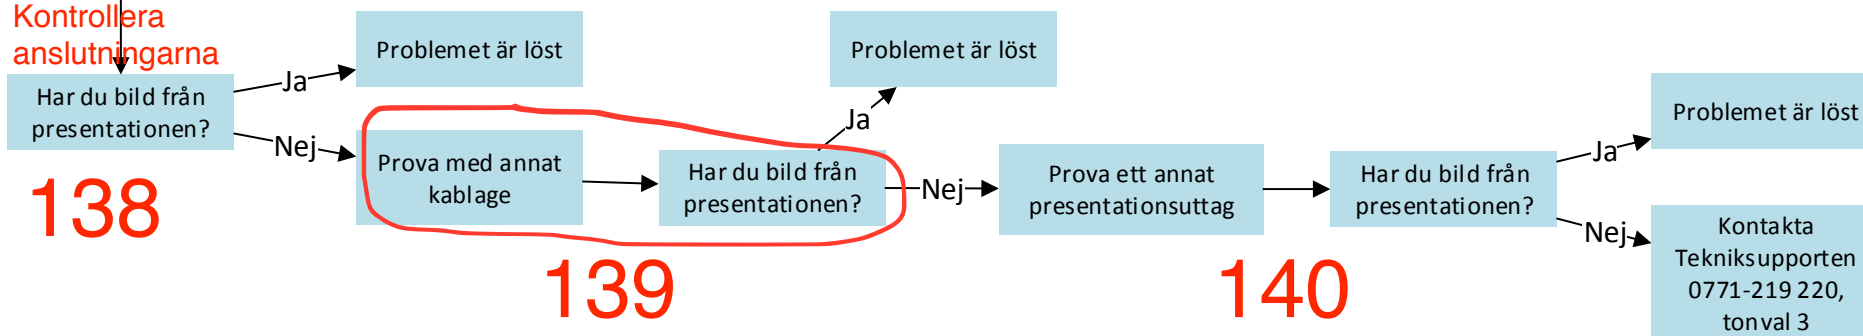 Kontrollera
anslutningarna
Har du bild från
presentationen?
138
Ja
Problemet är löst
Nej
Prova med annat
kablage
Har du bild från
presentationen?
139
Ja
Problemet är löst
Nej
Prova ett annat
presentationsuttag
Har du bild från
presentationen?
140
Ja
Problemet är löst
Nej
Kontakta
Tekniksupporten
0771-219 220,
tonval 3